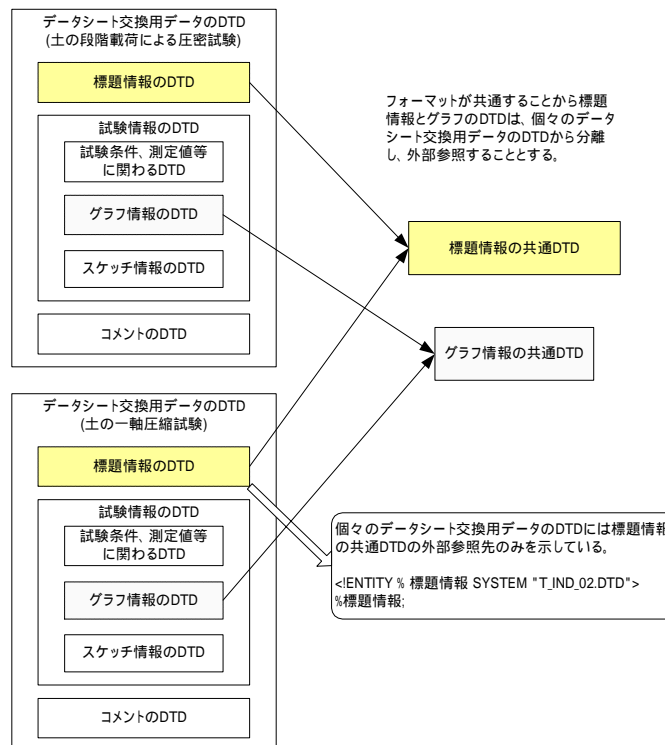 データシート交換用データのDTD
(土の段階載荷による圧密試験)
標題情報のDTD
試験情報のDTD
試験条件、測定値等
に関わるDTD
グラフ情報のDTD
スケッチ情報のDTD
コメントのDTD
フォーマットが共通することから標題
情報とグラフのDTDは、個々のデータ
シート交換用データのDTDから分離
し、外部参照することとする。
標題情報の共通DTD
グラフ情報の共通DTD
データシート交換用データのDTD
(土の一軸圧縮試験)
標題情報のDTD
試験情報のDTD
試験条件、測定値等
に関わるDTD
グラフ情報のDTD
スケッチ情報のDTD
コメントのDTD
個々のデータシート交換用データのDTDには標題情報
の共通DTDの外部参照先のみを示している。
<!ENTITY % 標題情報 SYSTEM "T_IND_02.DTD">
%標題情報;